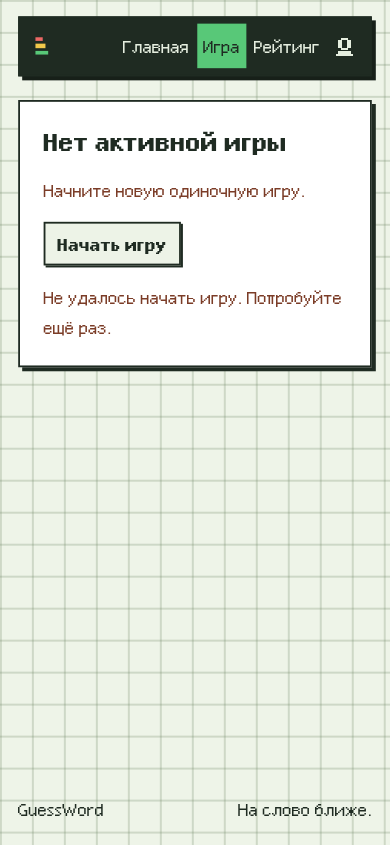 Главная Игра Рейтинг
Нет активной игры
Начните новую одиночную игру.
Начать игру
Не удалось начать игру. Попробуйте
ещё раз.
GuessWord На слово ближе.